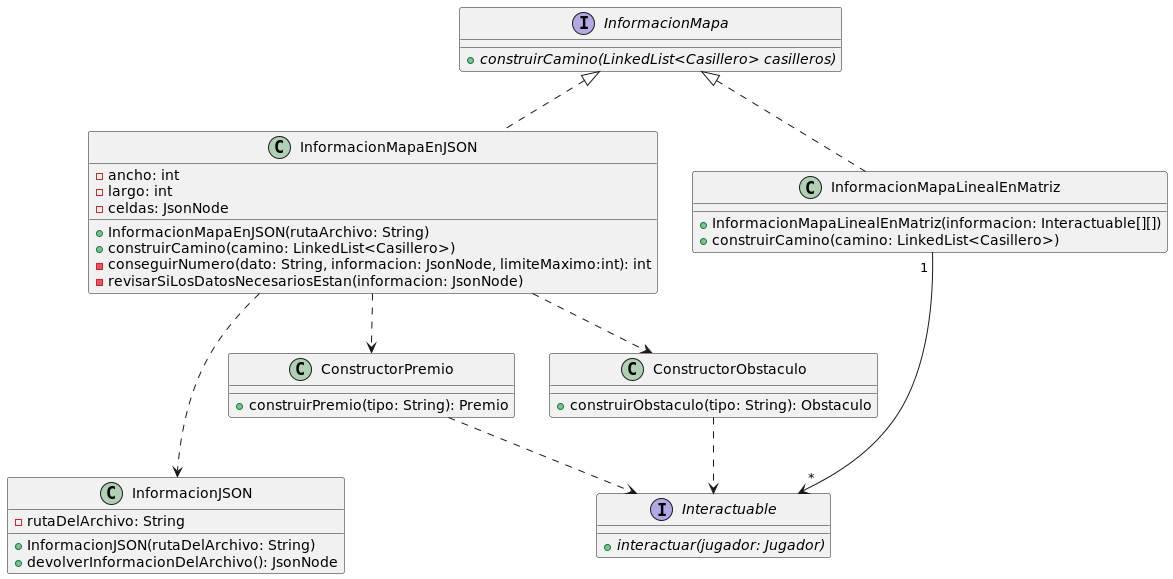 I InformacionMapa
construirCamino(LinkedList<Casillero> casilleros)
C InformacionMapaEnJSON
ancho: int
largo: int
celdas: JsonNode
InformacionMapaEnJSON(rutaArchivo: String)
construirCamino(camino: LinkedList<Casillero>)
conseguirNumero(dato: String, informacion: JsonNode, limiteMaximo:int): int
revisarSiLosDatosNecesariosEstan(informacion: JsonNode)
C InformacionMapaLinealEnMatriz
InformacionMapaLinealEnMatriz(informacion: Interactuable[][])
construirCamino(camino: LinkedList<Casillero>)
1
C ConstructorPremio
construirPremio(tipo: String): Premio
C ConstructorObstaculo
construirObstaculo(tipo: String): Obstaculo
*
C InformacionJSON
rutaDelArchivo: String
InformacionJSON(rutaDelArchivo: String)
devolverInformacionDelArchivo(): JsonNode
I Interactuable
interactuar(jugador: Jugador)